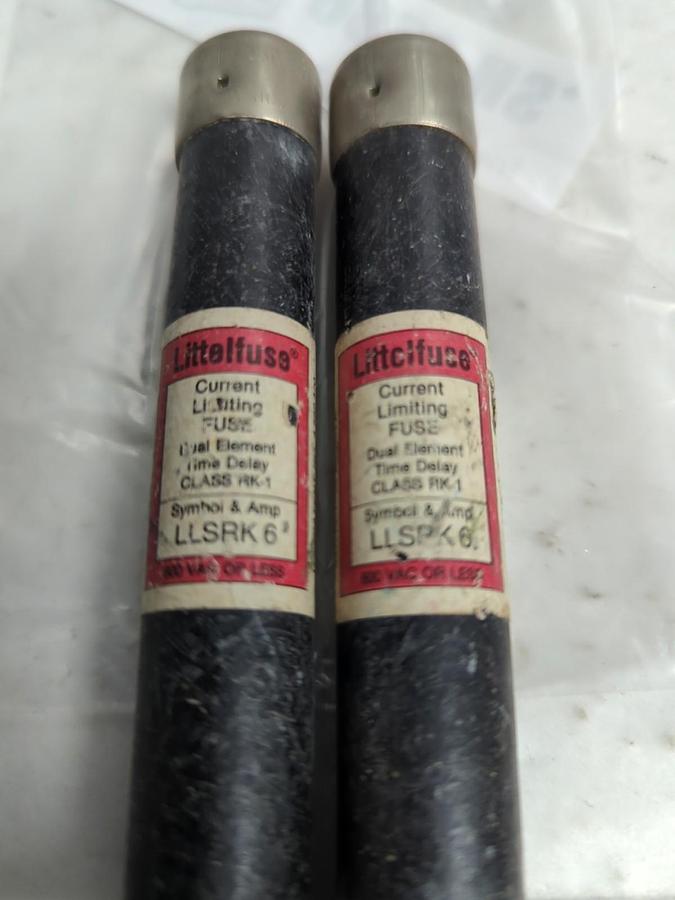 Littelfuse®
Current
Limiting
FUSE
Dual Element
Time Delay
CLASS RK-1
Symbol & Amp
LLSRK 6
600 VAC OR LESS
Littelfuse®
Current
Limiting
FUSE
Dual Element
Time Delay
CLASS RK-1
Symbol & Amp
LLSRK 6
600 VAC OR LESS